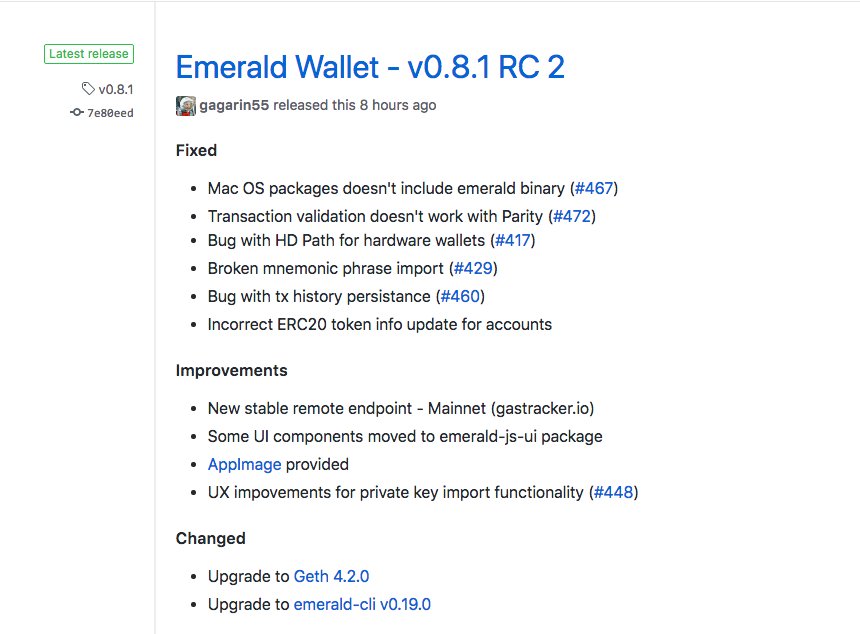 Latest release
v0.8.1
7e80eed
Emerald Wallet - v0.8.1 RC 2
gagarin55 released this 8 hours ago
Fixed
• Mac OS packages doesn't include emerald binary (#467)
• Transaction validation doesn't work with Parity (#472)
• Bug with HD Path for hardware wallets (#417)
• Broken mnemonic phrase import (#429)
• Bug with tx history persistance (#460)
• Incorrect ERC20 token info update for accounts
Improvements
• New stable remote endpoint - Mainnet (gastracker.io)
• Some UI components moved to emerald-js-ui package
• AppImage provided
• UX impovements for private key import functionality (#448)
Changed
• Upgrade to Geth 4.2.0
• Upgrade to emerald-cli v0.19.0